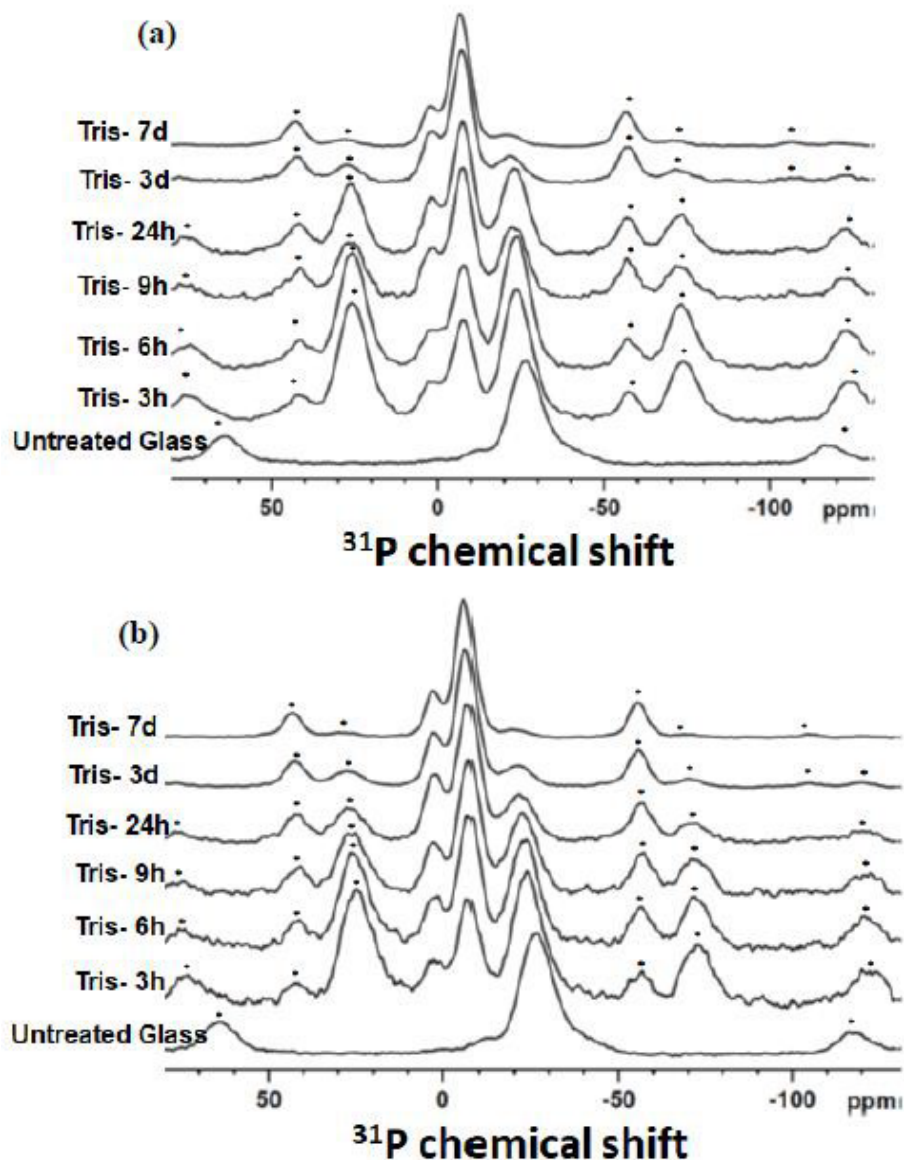 (a)
Tris- 7d
Tris- 3d
Tris- 24h
Tris- 9h
Tris- 6h
Tris- 3h
Untreated Glass
50 0 -50 -100 ppm
³¹P chemical shift
(b)
Tris- 7d
Tris- 3d
Tris- 24h
Tris- 9h
Tris- 6h
Tris- 3h
Untreated Glass
50 0 -50 -100 ppm
³¹P chemical shift